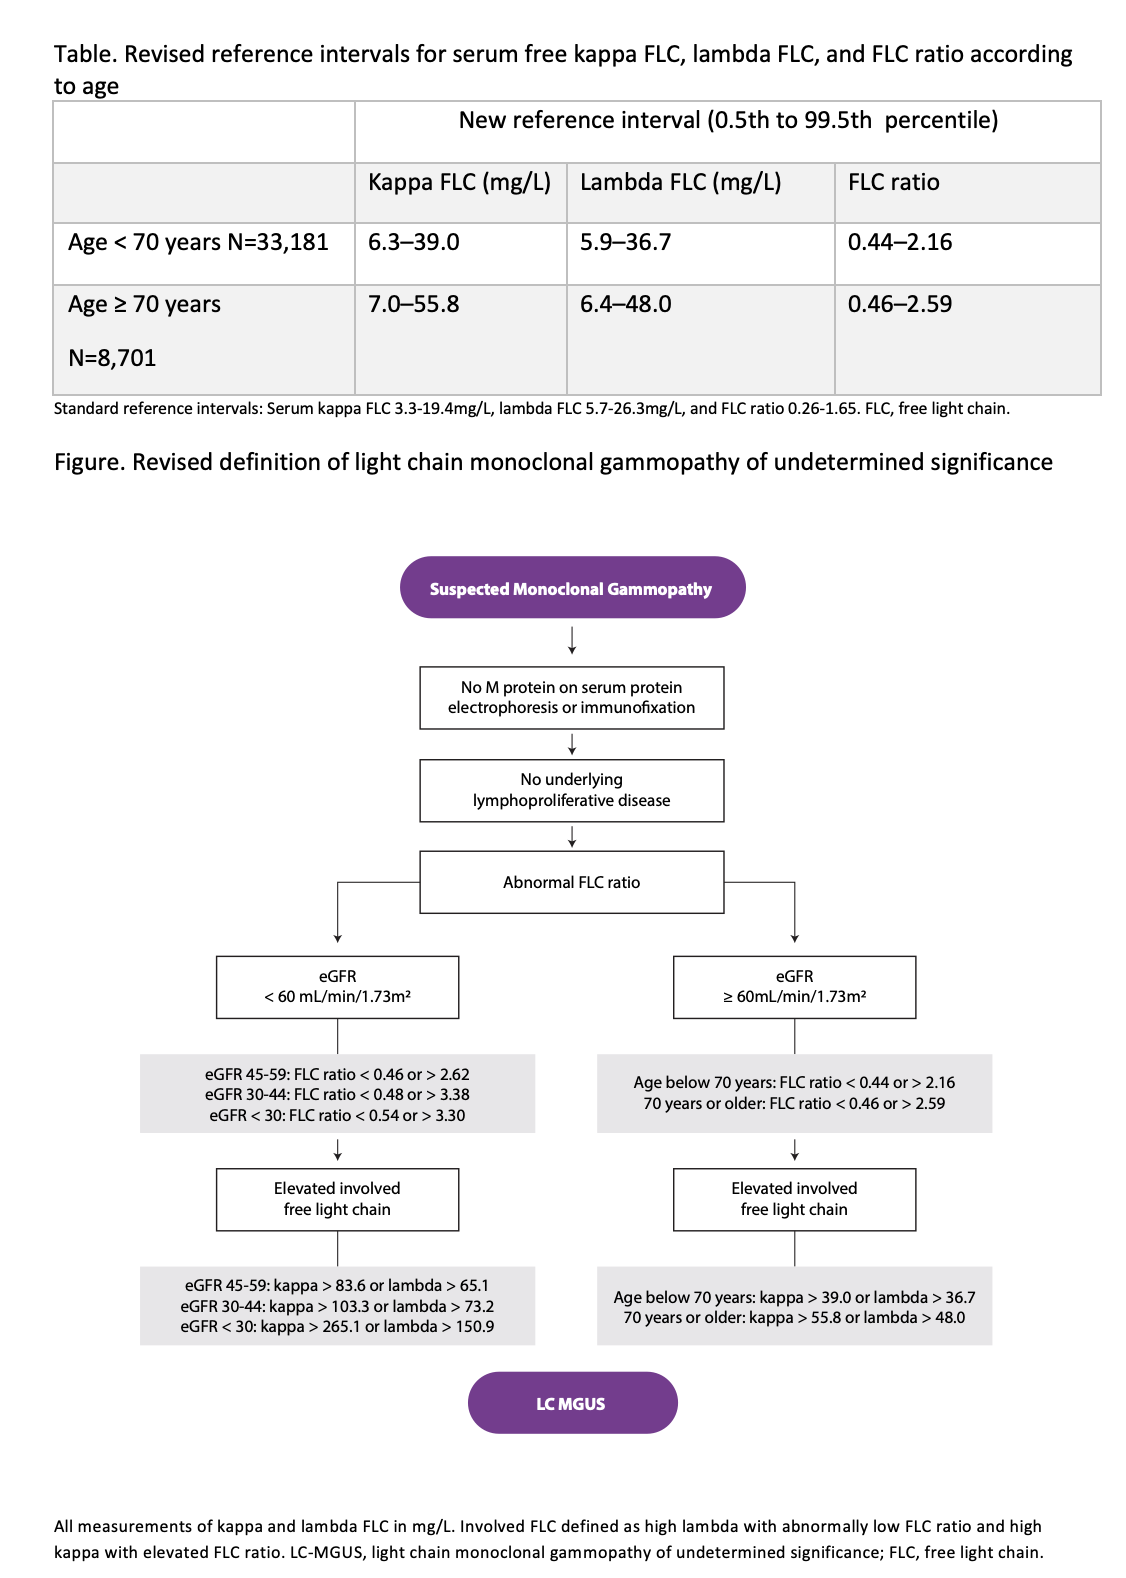 Table. Revised reference intervals for serum free kappa FLC, lambda FLC, and FLC ratio according
to age
New reference interval (0.5th to 99.5th percentile)
Kappa FLC (mg/L) Lambda FLC (mg/L) FLC ratio
Age < 70 years N=33,181 6.3–39.0 5.9–36.7 0.44–2.16
Age ≥ 70 years 7.0–55.8 6.4–48.0 0.46–2.59
N=8,701
Standard reference intervals: Serum kappa FLC 3.3-19.4mg/L, lambda FLC 5.7-26.3mg/L, and FLC ratio 0.26-1.65. FLC, free light chain.
Figure. Revised definition of light chain monoclonal gammopathy of undetermined significance
Suspected Monoclonal Gammopathy
No M protein on serum protein
electrophoresis or immunofixation
No underlying
lymphoproliferative disease
Abnormal FLC ratio
eGFR
< 60 mL/min/1.73m²
eGFR 45-59: FLC ratio < 0.46 or > 2.62
eGFR 30-44: FLC ratio < 0.48 or > 3.38
eGFR < 30: FLC ratio < 0.54 or > 3.30
Elevated involved
free light chain
eGFR 45-59: kappa > 83.6 or lambda > 65.1
eGFR 30-44: kappa > 103.3 or lambda > 73.2
eGFR < 30: kappa > 265.1 or lambda > 150.9
eGFR
≥ 60mL/min/1.73m²
Age below 70 years: FLC ratio < 0.44 or > 2.16
70 years or older: FLC ratio < 0.46 or > 2.59
Elevated involved
free light chain
Age below 70 years: kappa > 39.0 or lambda > 36.7
70 years or older: kappa > 55.8 or lambda > 48.0
LC MGUS
All measurements of kappa and lambda FLC in mg/L. Involved FLC defined as high lambda with abnormally low FLC ratio and high
kappa with elevated FLC ratio. LC-MGUS, light chain monoclonal gammopathy of undetermined significance; FLC, free light chain.